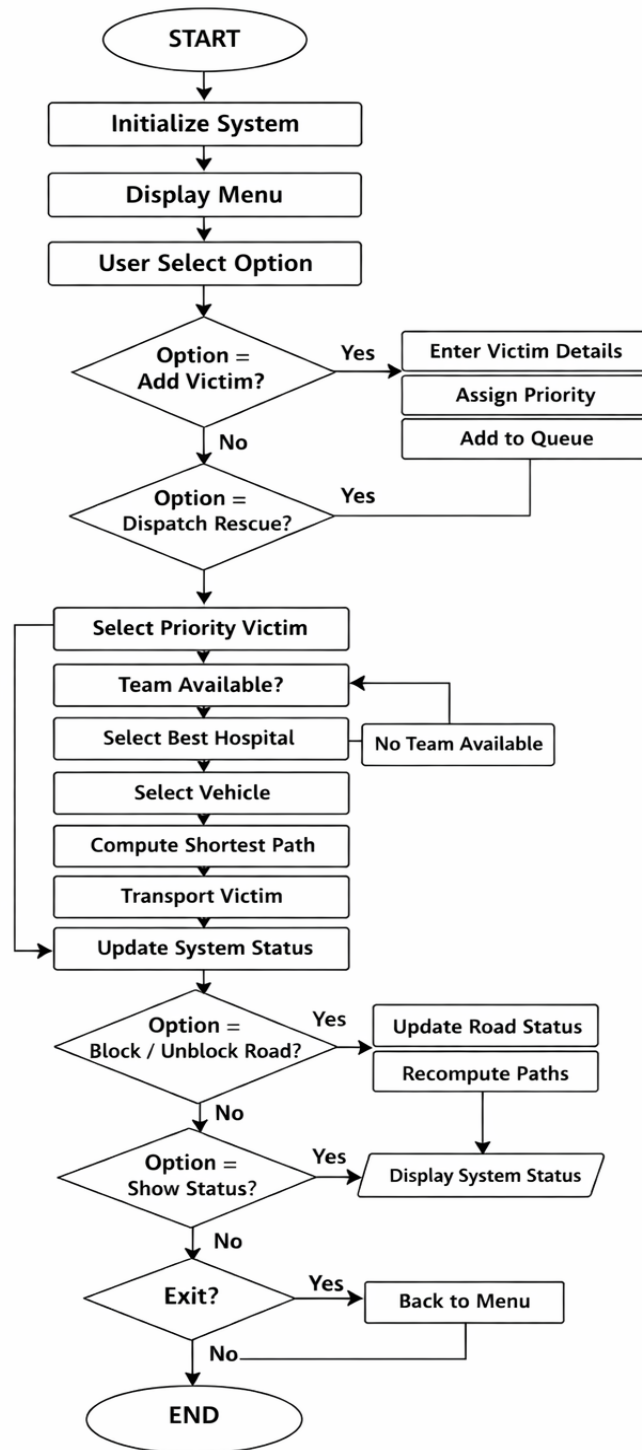 START
Initialize System
Display Menu
User Select Option
Option =
Add Victim?
Yes
Enter Victim Details
Assign Priority
Add to Queue
No
Option =
Dispatch Rescue?
Yes
Select Priority Victim
Team Available?
Select Best Hospital
No Team Available
Select Vehicle
Compute Shortest Path
Transport Victim
Update System Status
Option =
Block / Unblock Road?
Yes
Update Road Status
Recompute Paths
No
Option =
Show Status?
Yes
Display System Status
No
Exit?
Yes
Back to Menu
No
END